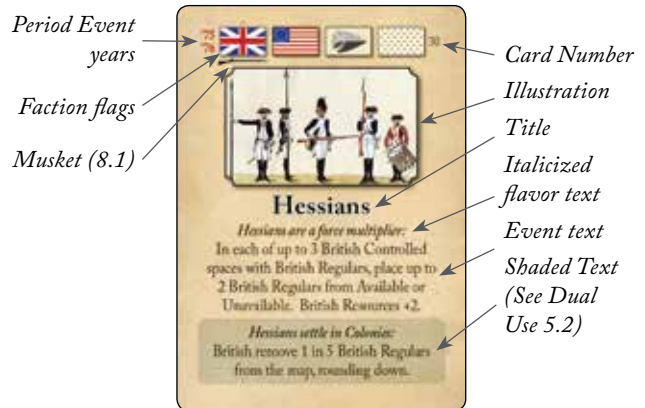 Period Event
years
Faction flags
Musket (8.1)
30
Hessians
Hessians are a force multiplier:
In each of up to 3 British Controlled
spaces with British Regulars, place up to
2 British Regulars from Available or
Unavailable. British Resources +2.
Hessians settle in Colonies:
British remove 1 in 5 British Regulars
from the map, rounding down.
Card Number
Illustration
Title
Italicized
flavor text
Event text
Shaded Text
(See Dual
Use 5.2)